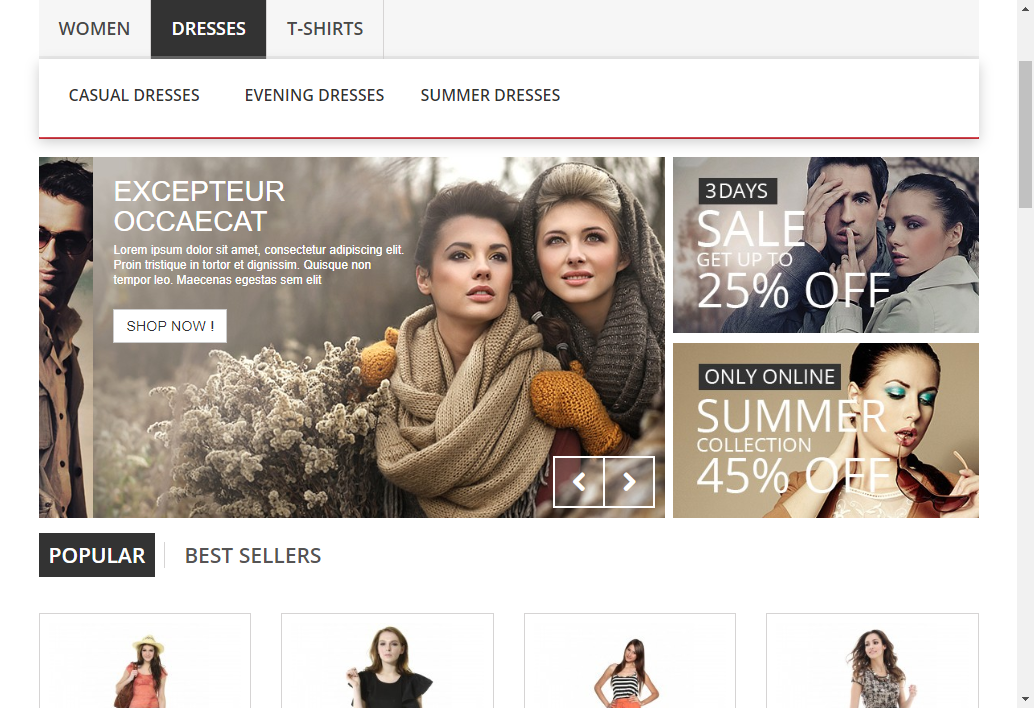 WOMEN DRESSES T-SHIRTS
CASUAL DRESSES EVENING DRESSES SUMMER DRESSES
EXCEPTEUR
OCCAECAT
Lorem ipsum dolor sit amet, consectetur adipiscing elit.
Proin tristique in tortor et dignissim. Quisque non
tempor leo. Maecenas egestas sem elit
SHOP NOW !
3 DAYS
SALE
GET UP TO
25% OFF
ONLY ONLINE
SUMMER
COLLECTION
45% OFF
POPULAR BEST SELLERS